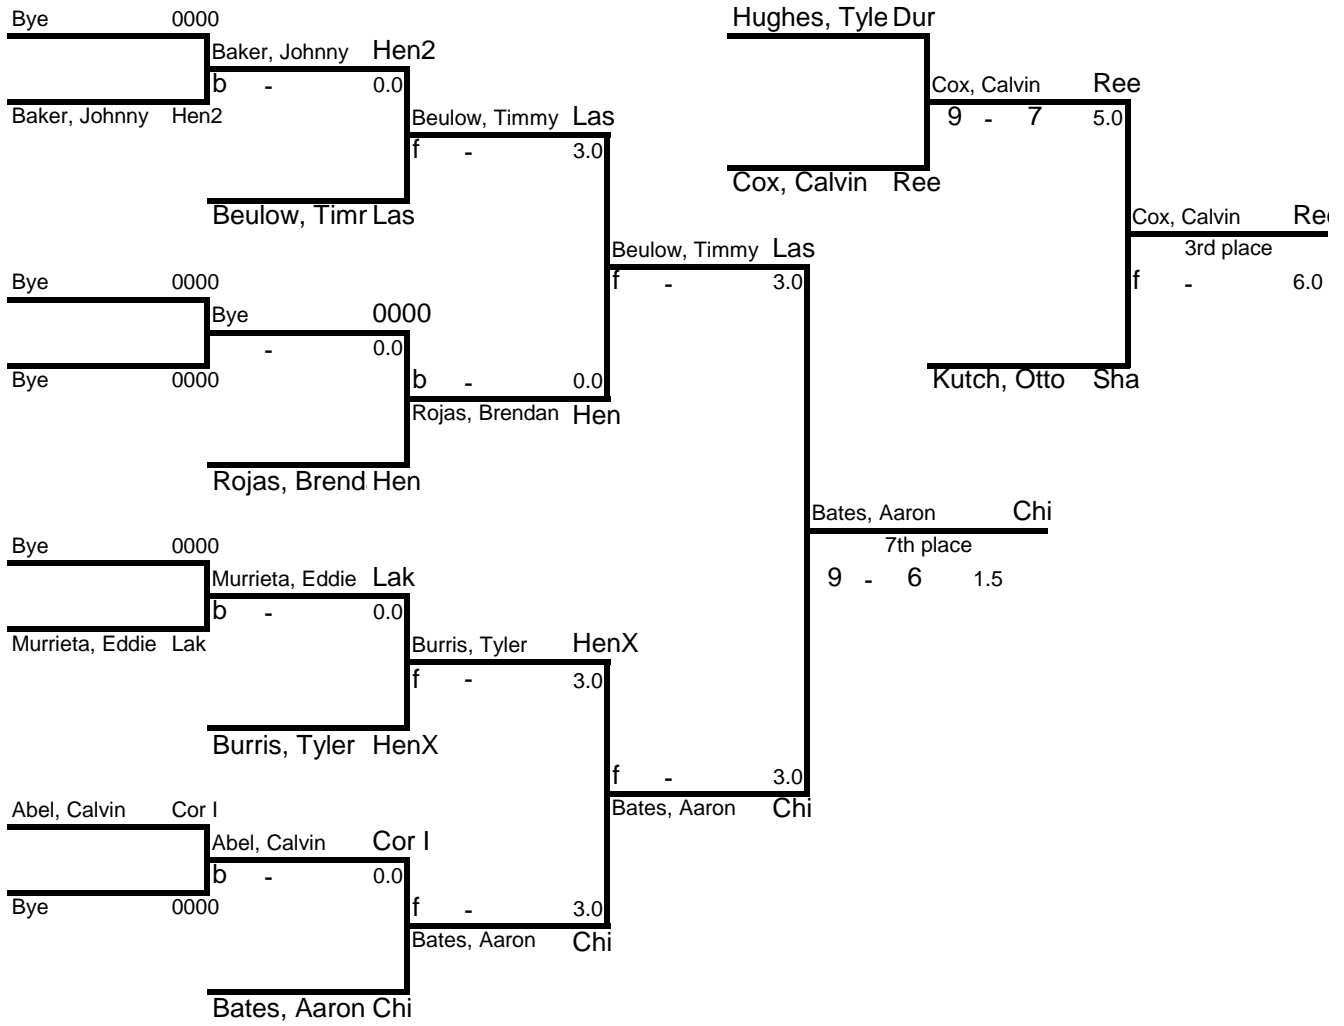 Bye 0000
Baker, Johnny Hen2
b - 0.0
Baker, Johnny Hen2
Beulow, Timmy Las
f - 3.0
Beulow, Timr Las
Beulow, Timmy Las
f - 3.0
Bye 0000
Bye 0000
- 0.0
Bye 0000
b - 0.0
Rojas, Brendan Hen
Rojas, Brend Hen
Bates, Aaron Chi
7th place
9 - 6 1.5
Bye 0000
Murrieta, Eddie Lak
b - 0.0
Murrieta, Eddie Lak
Burris, Tyler HenX
f - 3.0
Burris, Tyler HenX
f - 3.0
Bates, Aaron Chi
Abel, Calvin Cor I
Abel, Calvin Cor I
b - 0.0
Bye 0000
f - 3.0
Bates, Aaron Chi
Bates, Aaron Chi
Hughes, Tyle Dur
Cox, Calvin Ree
9 - 7 5.0
Cox, Calvin Ree
Cox, Calvin Ree
3rd place
f - 6.0
Kutch, Otto Sha